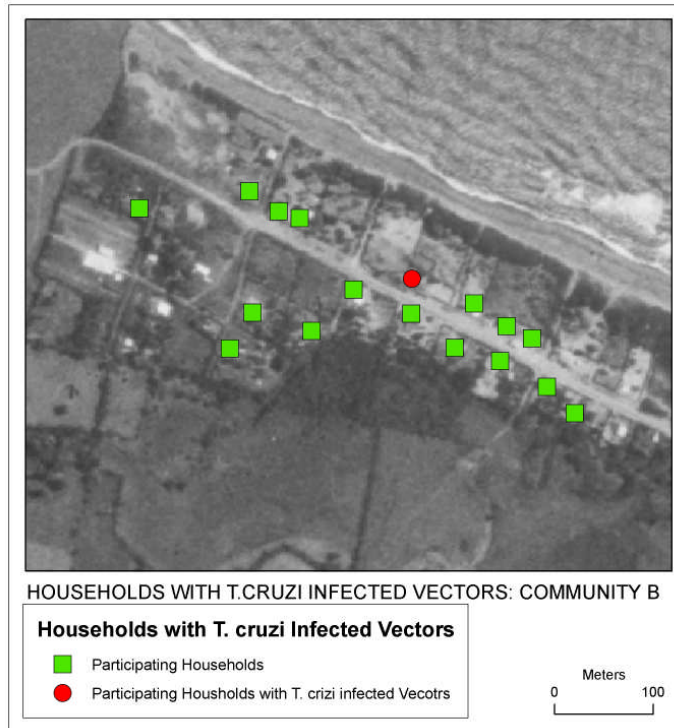 HOUSEHOLDS WITH T.CRUZI INFECTED VECTORS: COMMUNITY B
Households with T. cruzi Infected Vectors
Participating Households
Participating Housholds with T. crizi infected Vecotrs
Meters
0 100